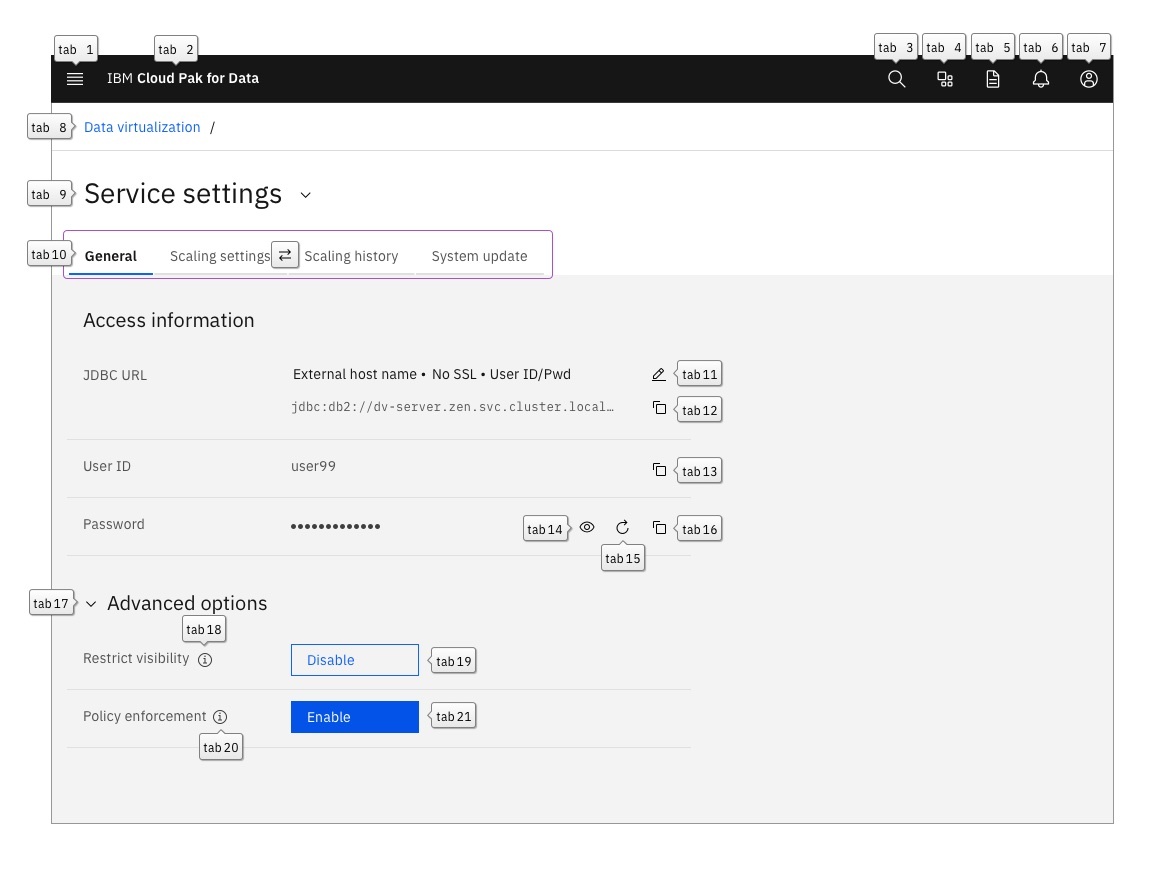 tab 1 tab 2 tab 3 tab 4 tab 5 tab 6 tab 7
IBM Cloud Pak for Data
tab 8 Data virtualization /
tab 9 Service settings
tab 10 General Scaling settings Scaling history System update
Access information
JDBC URL External host name • No SSL • User ID/Pwd tab 11
jdbc:db2://dv-server.zen.svc.cluster.local… tab 12
User ID user99 tab 13
Password ••••••••••••• tab 14 tab 16
tab 15
tab 17 Advanced options
tab 18
Restrict visibility Disable tab 19
Policy enforcement Enable tab 21
tab 20